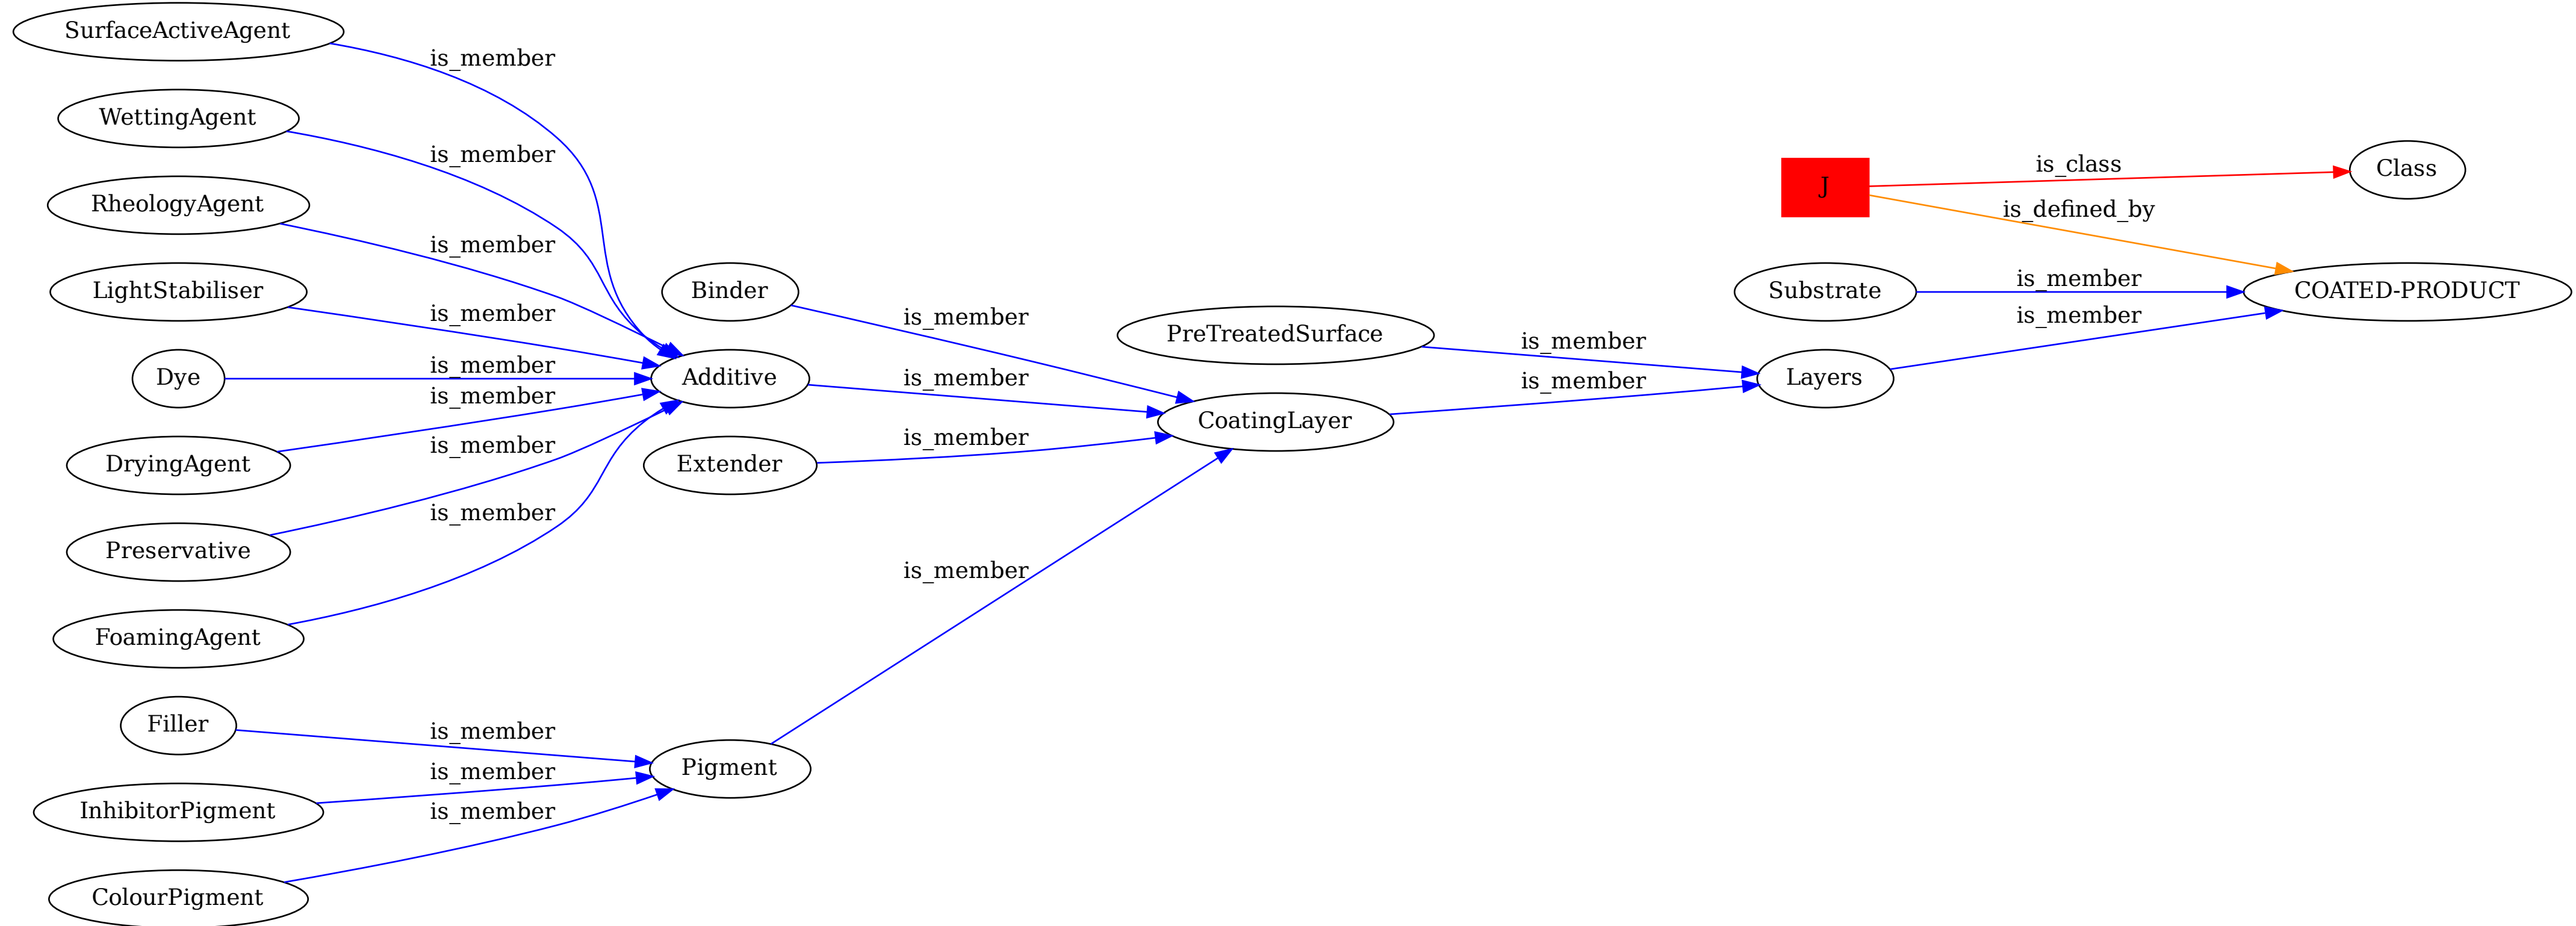 SurfaceActiveAgent
is_member
WettingAgent
is_member
RheologyAgent
is_member
LightStabiliser
is_member
Dye
is_member
DryingAgent
is_member
Preservative
is_member
FoamingAgent
is_member
Filler
is_member
InhibitorPigment
is_member
ColourPigment
is_member
Binder
is_member
Additive
is_member
Extender
is_member
Pigment
is_member
PreTreatedSurface
is_member
CoatingLayer
is_member
J
is_class
Class
is_defined_by
Substrate
is_member
COATED-PRODUCT
Layers
is_member